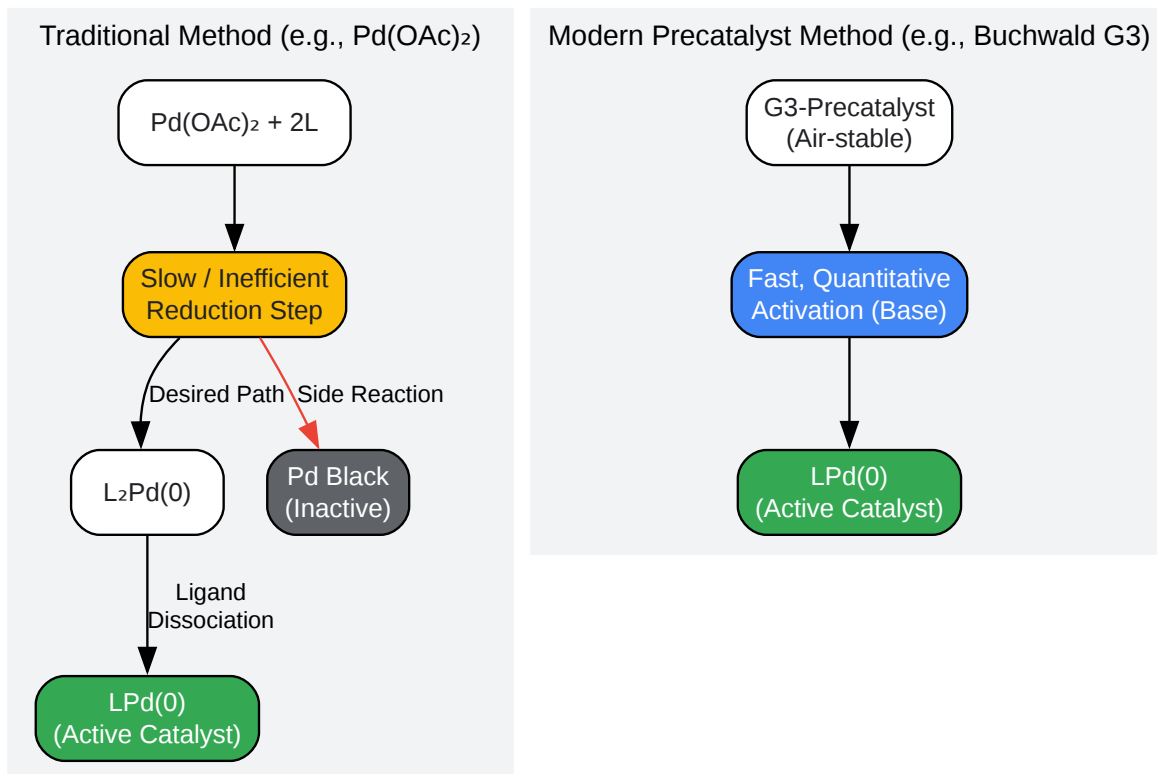 Traditional Method (e.g., Pd(OAc)₂)
Pd(OAc)₂ + 2L
Slow / Inefficient
Reduction Step
Desired Path
Side Reaction
L₂Pd(0)
Pd Black
(Inactive)
Ligand
Dissociation
LPd(0)
(Active Catalyst)
Modern Precatalyst Method (e.g., Buchwald G3)
G3-Precatalyst
(Air-stable)
Fast, Quantitative
Activation (Base)
LPd(0)
(Active Catalyst)